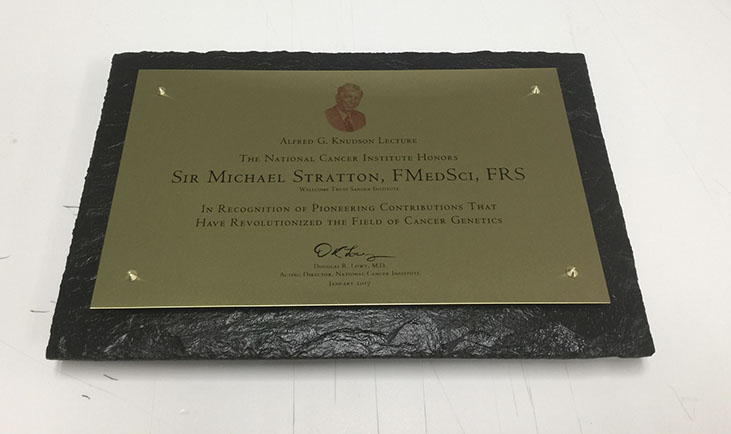 Alfred G. Knudson Lecture
The National Cancer Institute Honors
Sir Michael Stratton, FMedSci, FRS
Wellcome Trust Sanger Institute
In Recognition of Pioneering Contributions That
Have Revolutionized the Field of Cancer Genetics
Douglas R. Lowy, M.D.
Acting Director, National Cancer Institute
January 2017